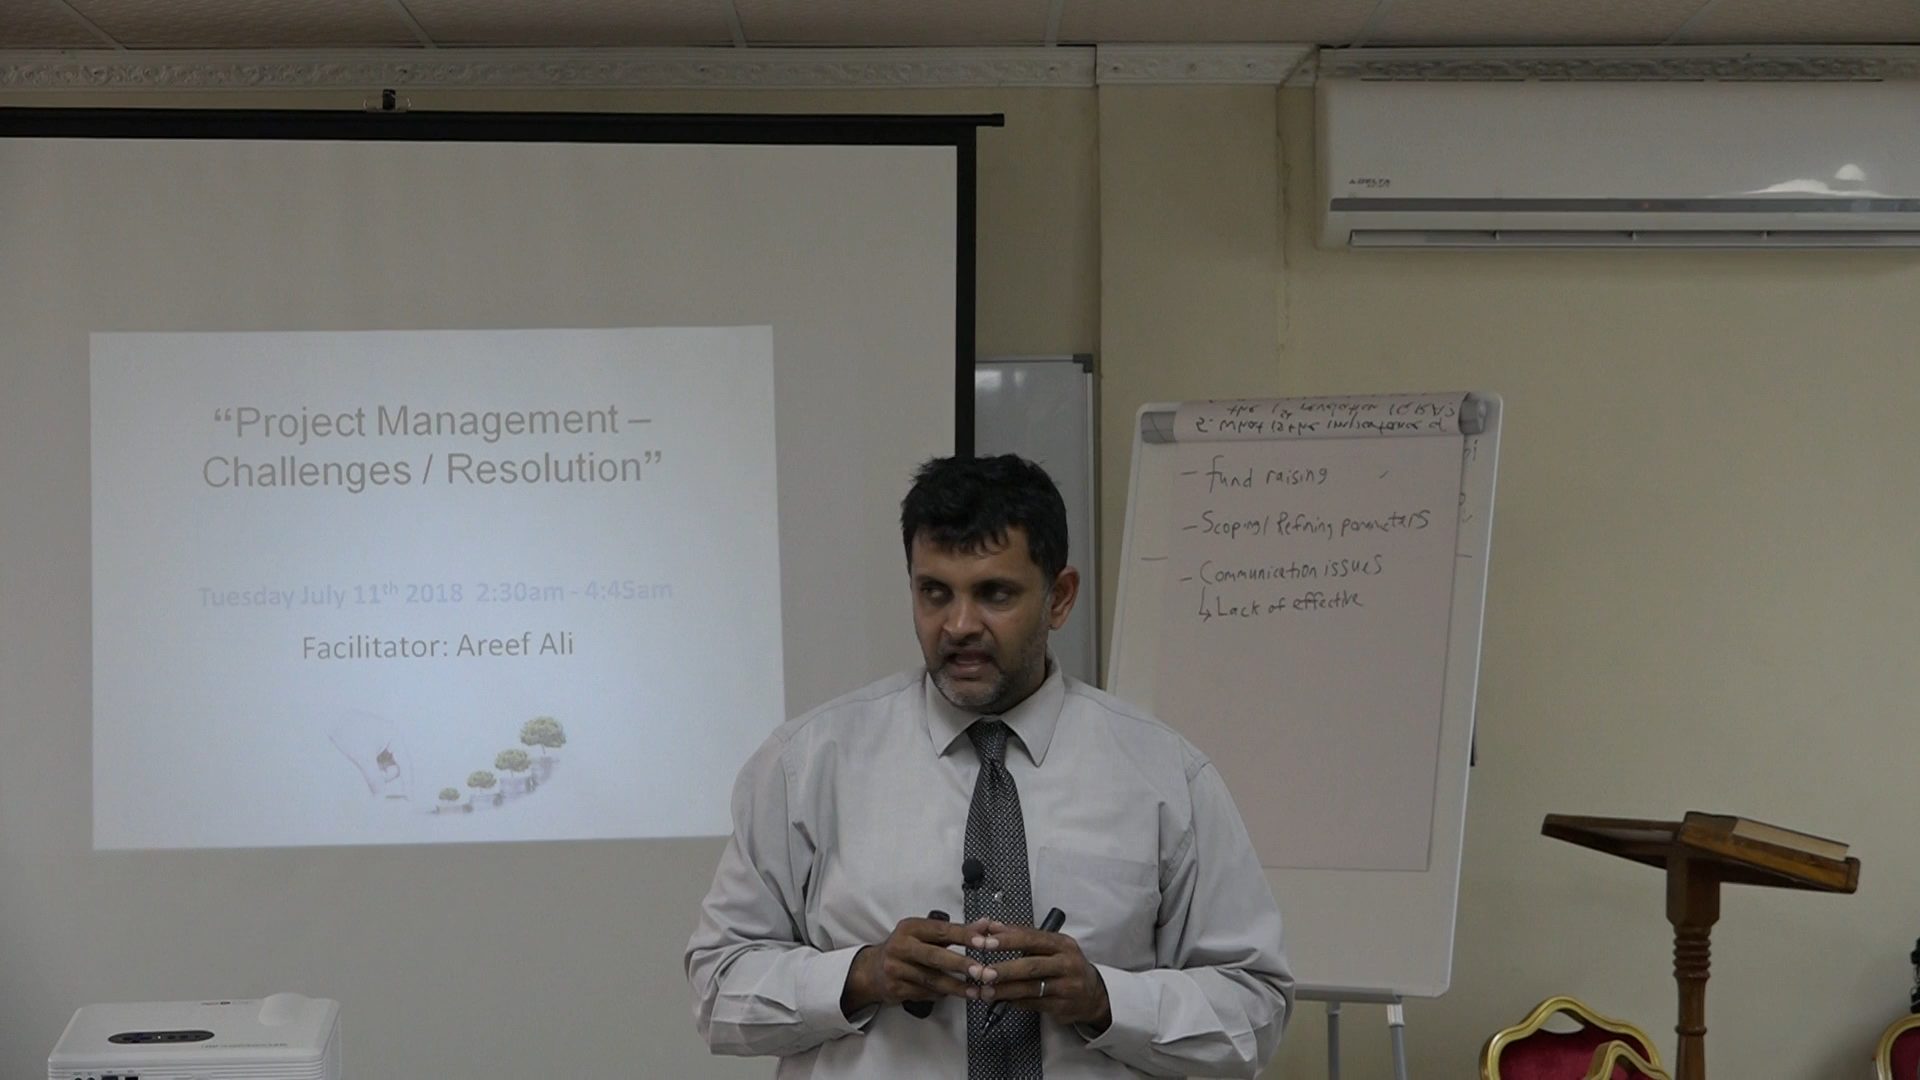 “Project Management –
Challenges / Resolution”
Tuesday July 11th 2018 2:30am - 4:45am
Facilitator: Areef Ali
- fund raising
- Scoping/ Refining parameters
- Communication issues
↳ Lack of effective
DELTA